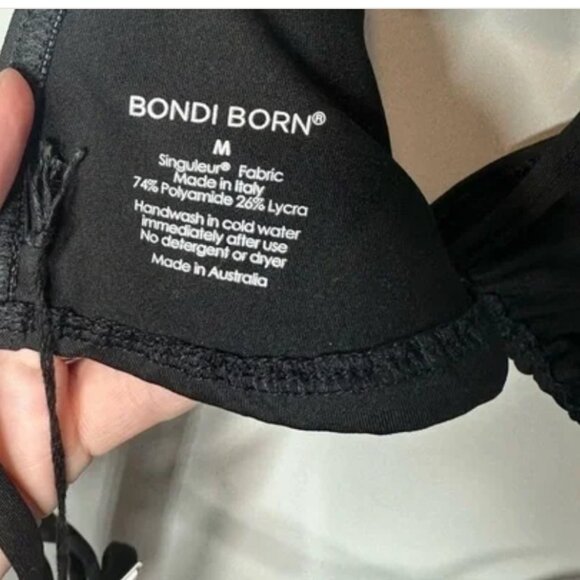 BONDI BORN®
M
Singuleur® Fabric
Made in Italy
74% Polyamide 26% Lycra
Handwash in cold water
immediately after use
No detergent or dryer
Made in Australia